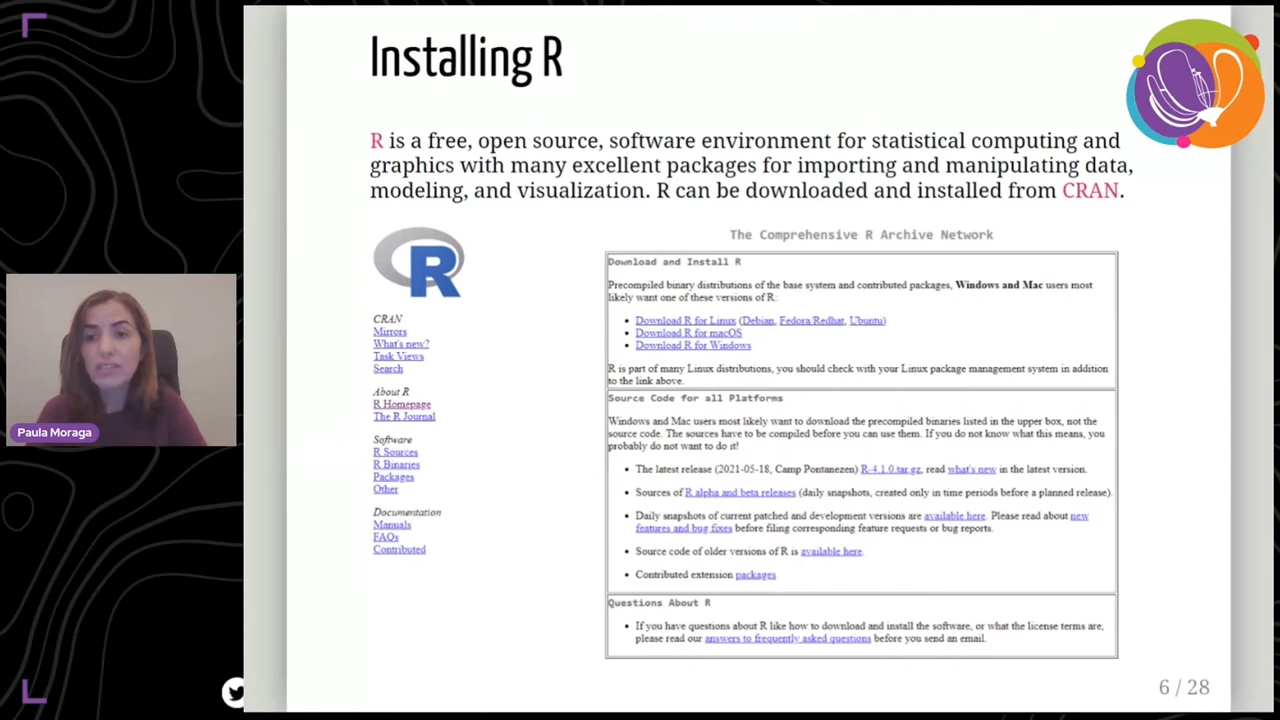 Installing R
R is a free, open source, software environment for statistical computing and
graphics with many excellent packages for importing and manipulating data,
modeling, and visualization. R can be downloaded and installed from CRAN.
R
CRAN
Mirrors
What's new?
Task Views
Search
About R
R Homepage
The R Journal
Software
R Sources
R Binaries
Packages
Other
Documentation
Manuals
FAQs
Contributed
The Comprehensive R Archive Network
Download and Install R
Precompiled binary distributions of the base system and contributed packages, Windows and Mac users most
likely want one of these versions of R:
• Download R for Linux (Debian, Fedora/Redhat, Ubuntu)
• Download R for macOS
• Download R for Windows
R is part of many Linux distributions, you should check with your Linux package management system in addition
to the link above.
Source Code for all Platforms
Windows and Mac users most likely want to download the precompiled binaries listed in the upper box, not the
source code. The sources have to be compiled before you can use them. If you do not know what this means, you
probably do not want to do it!
• The latest release (2021-05-18, Camp Pontanezen) R-4.1.0.tar.gz, read what's new in the latest version.
• Sources of R alpha and beta releases (daily snapshots, created only in time periods before a planned release).
• Daily snapshots of current patched and development versions are available here. Please read about new
features and bug fixes before filing corresponding feature requests or bug reports.
• Source code of older versions of R is available here.
• Contributed extension packages
Questions About R
• If you have questions about R like how to download and install the software, or what the license terms are,
please read our answers to frequently asked questions before you send an email.
6 / 28
Paula Moraga